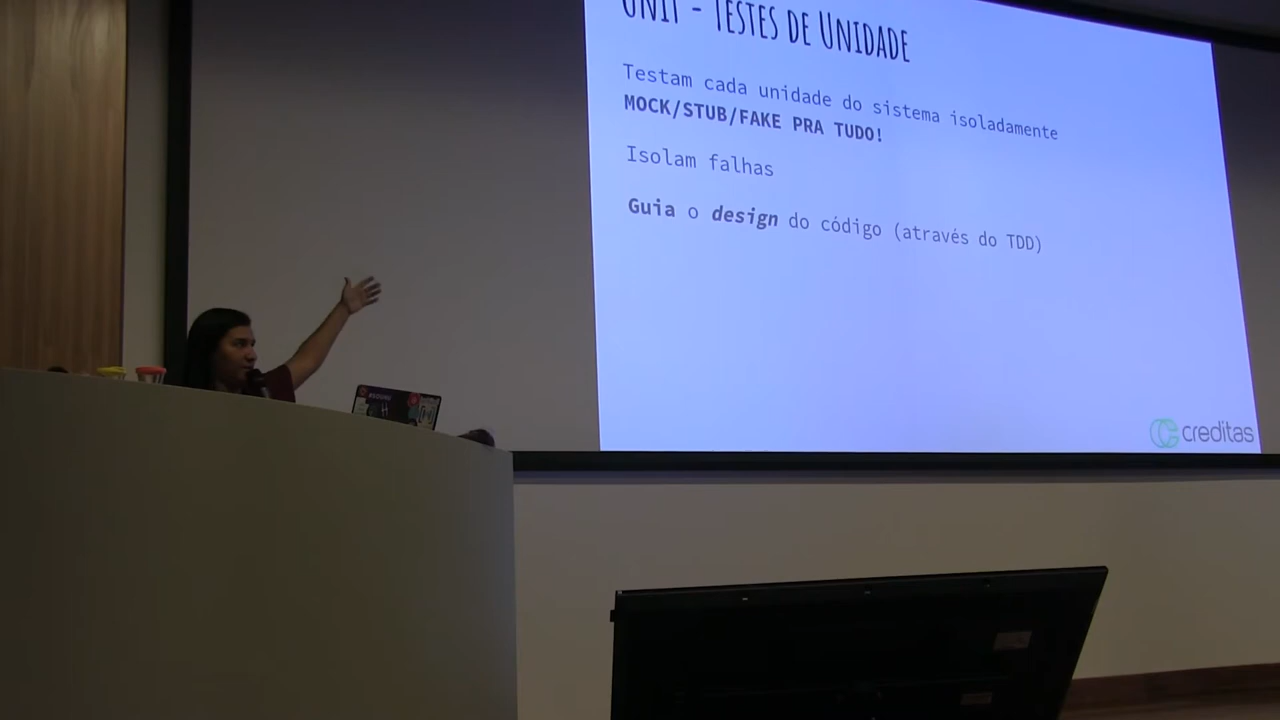 UNIT - TESTES DE UNIDADE
Testam cada unidade do sistema isoladamente
MOCK/STUB/FAKE PRA TUDO!
Isolam falhas
Guia o design do código (através do TDD)
creditas